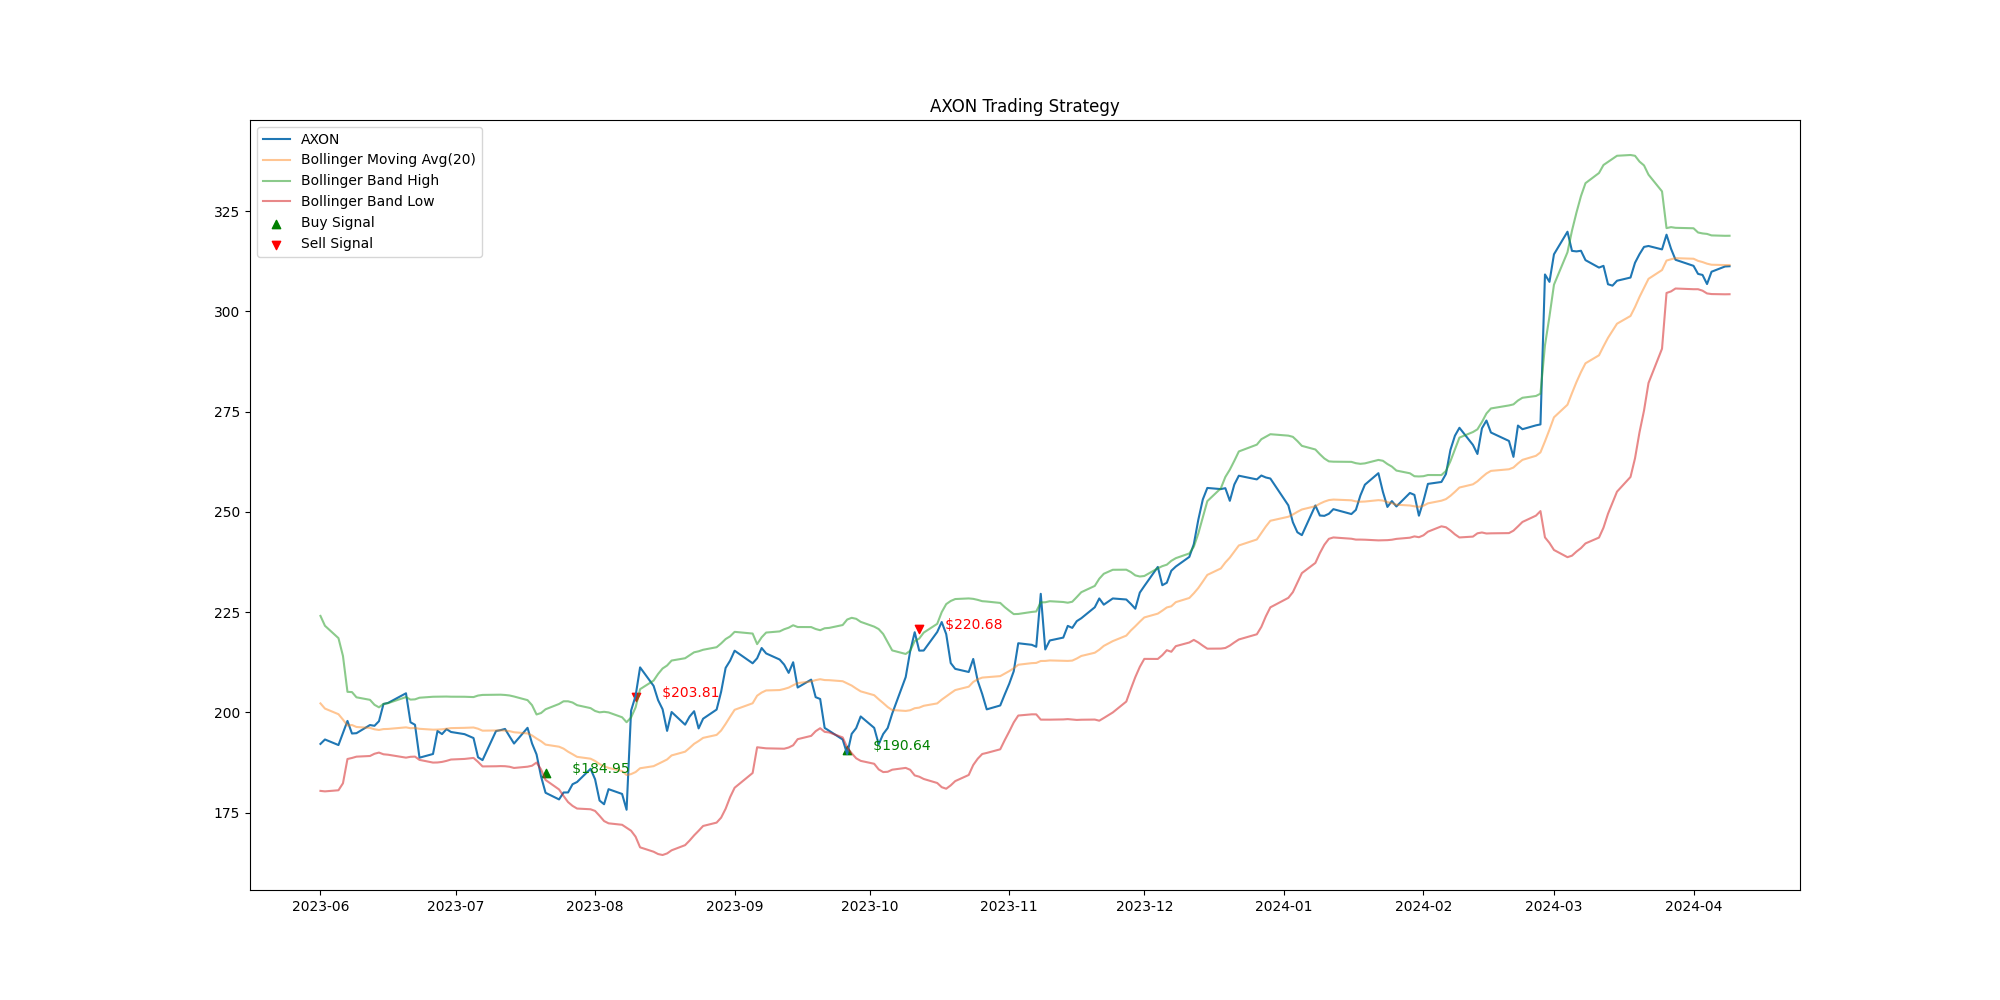 AXON Trading Strategy
AXON
Bollinger Moving Avg(20)
Bollinger Band High
Bollinger Band Low
Buy Signal
Sell Signal
325
300
275
250
225
200
175
$220.68
$203.81
$190.64
$184.95
2023-06 2023-07 2023-08 2023-09 2023-10 2023-11 2023-12 2024-01 2024-02 2024-03 2024-04